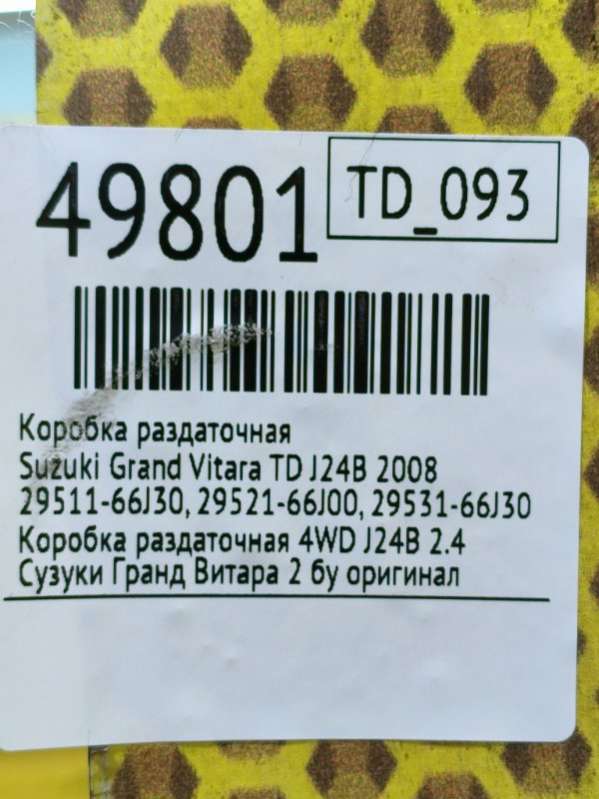 49801
TD_093
Коробка раздаточная
Suzuki Grand Vitara TD J24B 2008
29511-66J30, 29521-66J00, 29531-66J30
Коробка раздаточная 4WD J24B 2.4
Сузуки Гранд Витара 2 бу оригинал